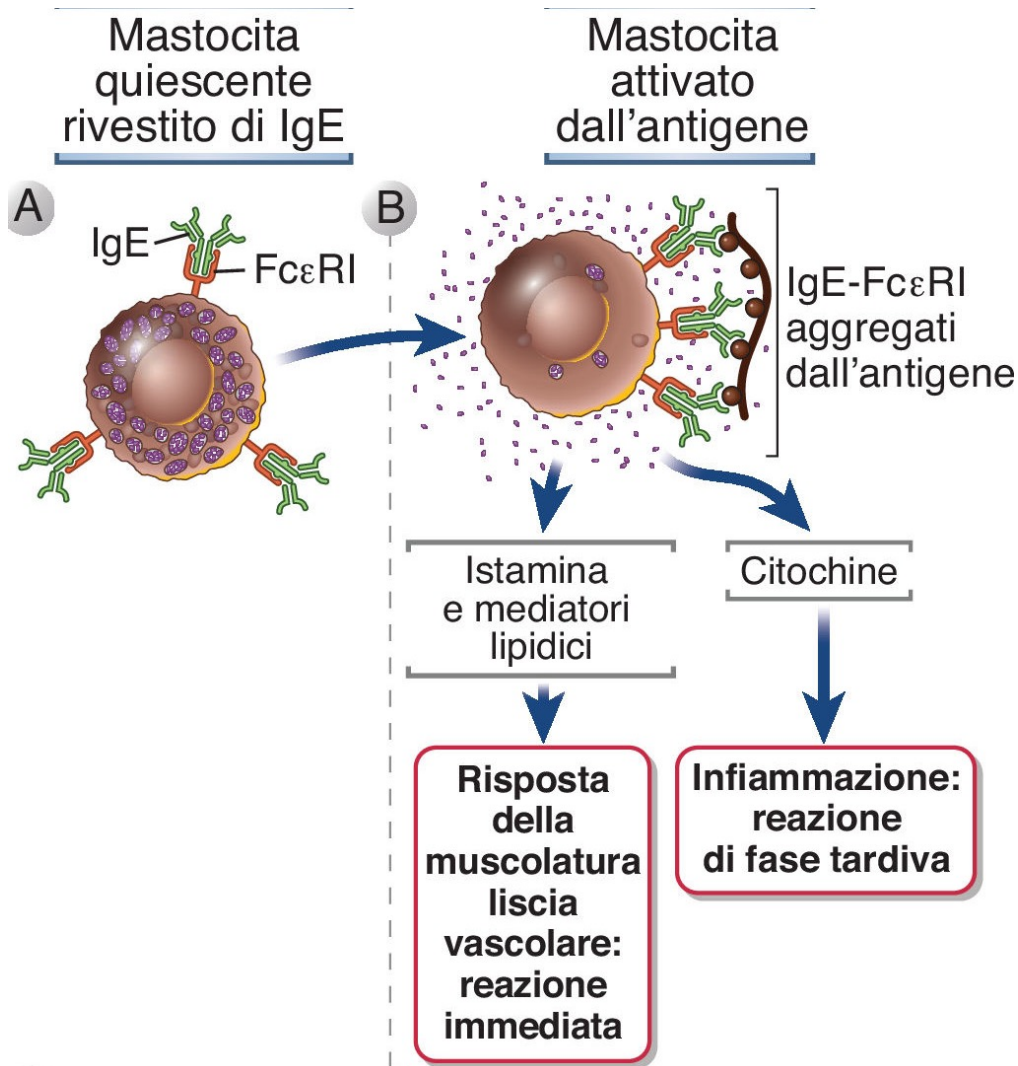 Mastocita
quiescente
rivestito di IgE
Mastocita
attivato
dall'antigene
A
IgE
FcεRI
B
IgE-FcεRI
aggregati
dall'antigene
Istamina
e mediatori
lipidici
Citochine
Risposta
della
muscolatura
liscia
vascolare:
reazione
immediata
Infiammazione:
reazione
di fase tardiva